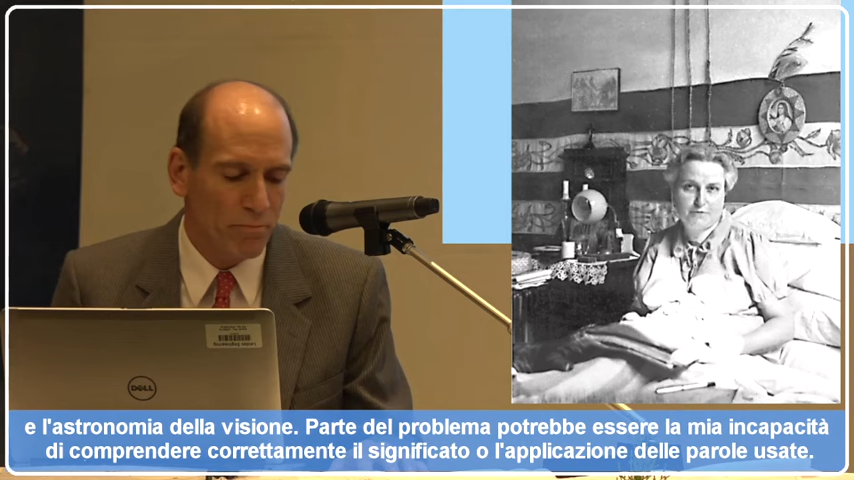 DELL
e l'astronomia della visione. Parte del problema potrebbe essere la mia incapacità
di comprendere correttamente il significato o l'applicazione delle parole usate.